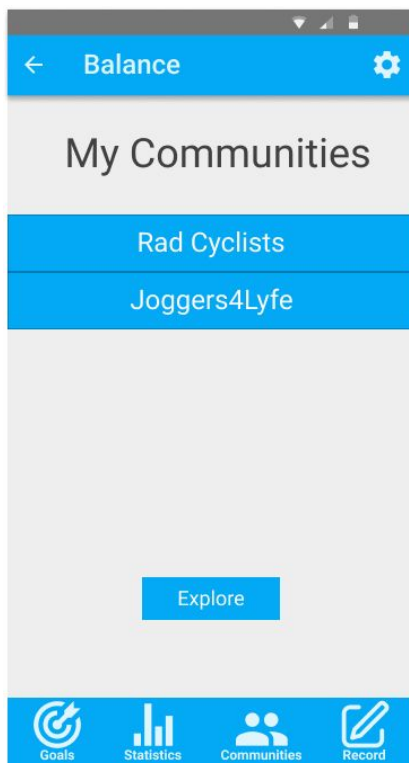 Balance
My Communities
Rad Cyclists
Joggers4Lyfe
Explore
Goals Statistics Communities Record